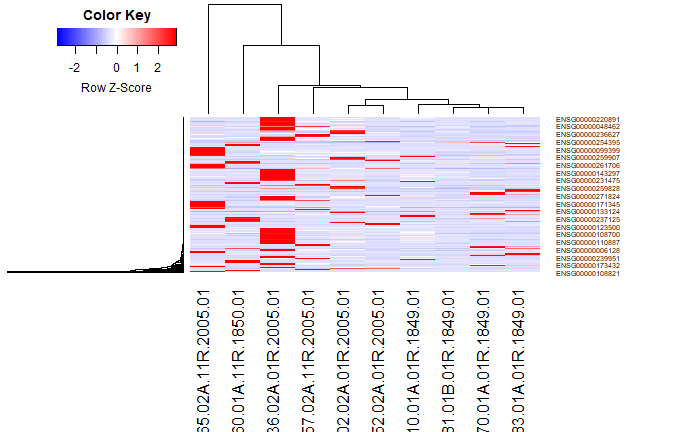 Color Key
-2 0 1 2
Row Z-Score
ENSG00000220891
ENSG00000048462
ENSG00000236627
ENSG00000254395
ENSG00000099399
ENSG00000259907
ENSG00000261706
ENSG00000143297
ENSG00000231475
ENSG00000259828
ENSG00000271824
ENSG00000171345
ENSG00000133124
ENSG00000237125
ENSG00000123500
ENSG00000108700
ENSG00000110887
ENSG00000006128
ENSG00000239951
ENSG00000173432
ENSG00000108821
65.02A.11R.2005.01
60.01A.11R.1850.01
36.02A.01R.2005.01
57.02A.11R.2005.01
02.02A.01R.2005.01
52.02A.01R.2005.01
10.01A.01R.1849.01
31.01B.01R.1849.01
70.01A.01R.1849.01
33.01A.01R.1849.01